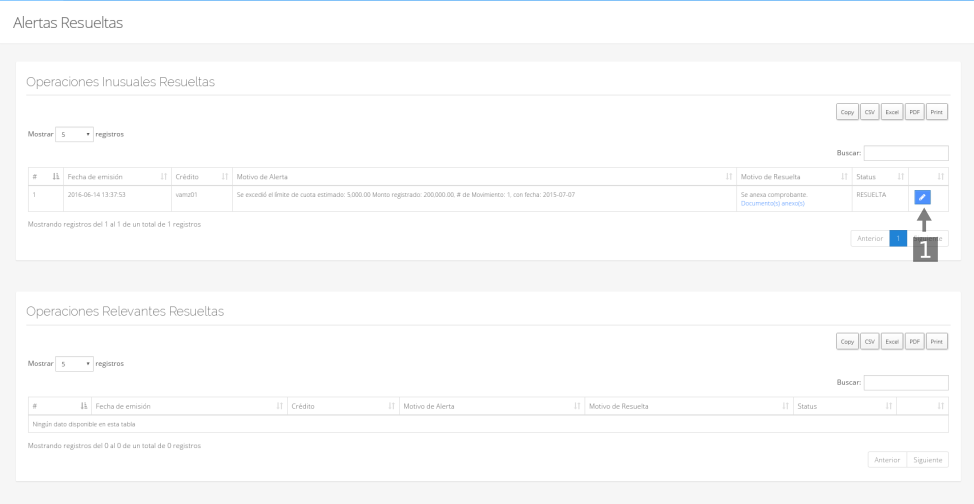 Alertas Resueltas
Operaciones Inusuales Resueltas
Copy CSV Excel PDF Print
Mostrar 5 registros
Buscar:
# Fecha de emisión Crédito Motivo de Alerta Motivo de Resuelta Status
1 2016-06-14 13:37:53 vamz01 Se excedió el límite de cuota estimado: 5,000.00 Monto registrado: 200,000.00, # de Movimiento: 1. con fecha: 2015-07-07 Se anexa comprobante. RESUELTA
Documento(s) anexo(s)
Mostrando registros del 1 al 1 de un total de 1 registros
Anterior 1 Siguiente
1
Operaciones Relevantes Resueltas
Copy CSV Excel PDF Print
Mostrar 5 registros
Buscar:
# Fecha de emisión Crédito Motivo de Alerta Motivo de Resuelta Status
Ningún dato disponible en esta tabla
Mostrando registros del 0 al 0 de un total de 0 registros
Anterior Siguiente